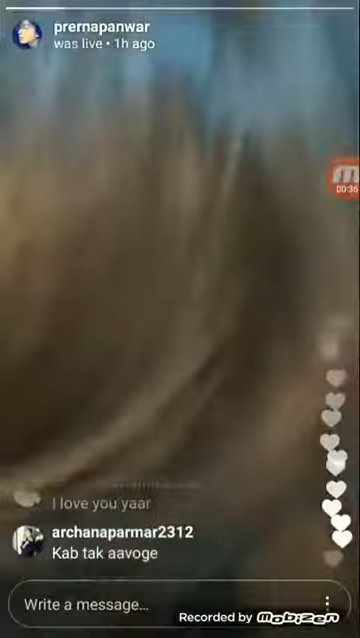 prernapanwar
was live • 1h ago
00:36
I love you yaar
archanaparmar2312
Kab tak aavoge
Write a message...
Recorded by Mobizen